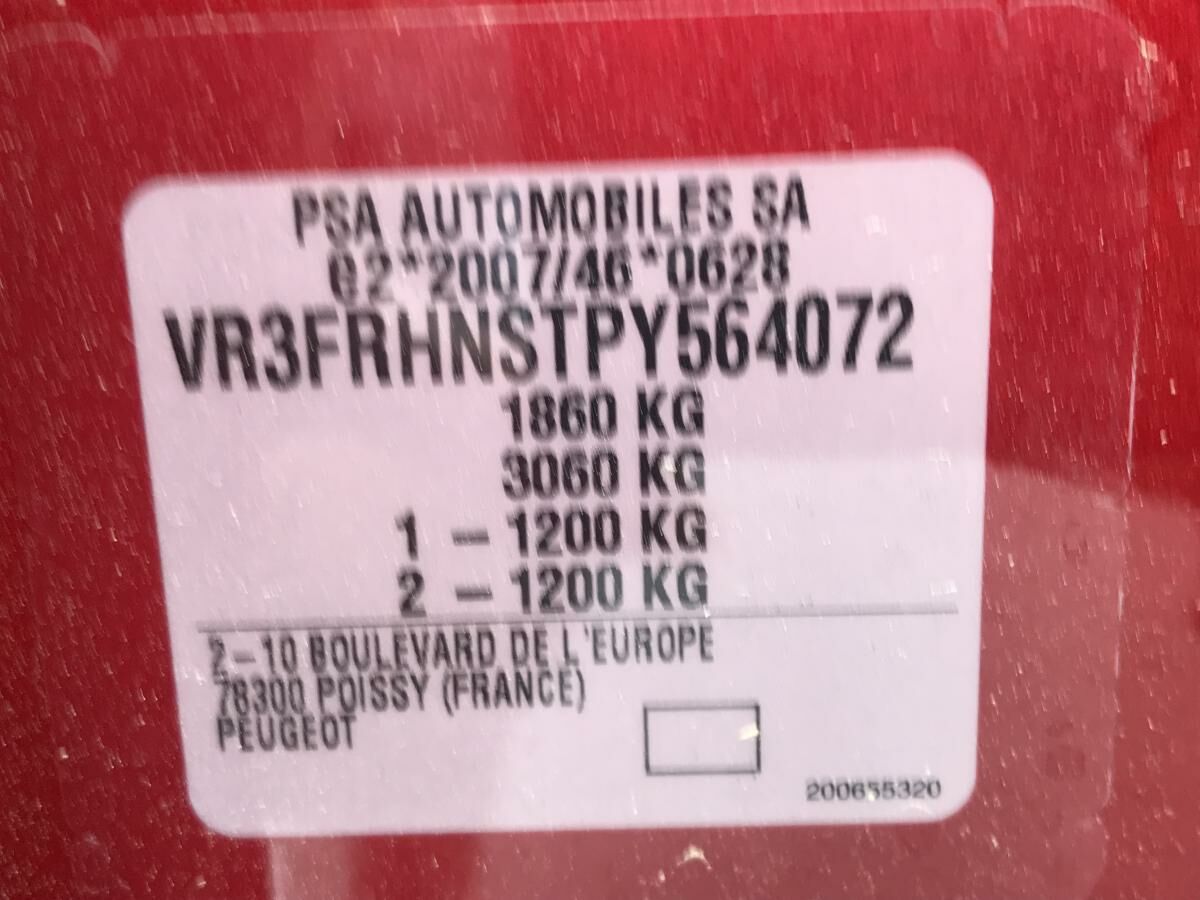 PSA AUTOMOBILES SA
e2*2007/46*0628
VR3FRHNSTPY564072
1860 KG
3060 KG
1 - 1200 KG
2 - 1200 KG
2-10 BOULEVARD DE L'EUROPE
78300 POISSY (FRANCE)
PEUGEOT
200655320